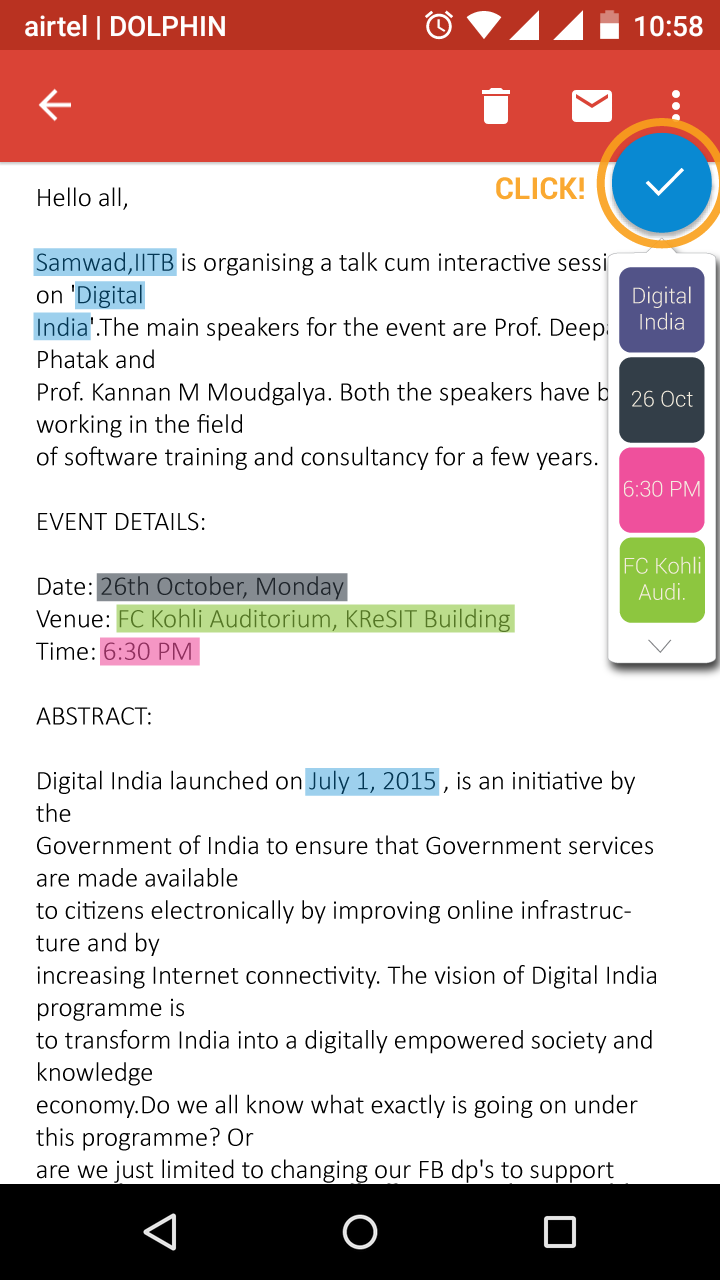 airtel | DOLPHIN 10:58
CLICK!
Hello all,
Samwad,IITB is organising a talk cum interactive sessi
on 'Digital
India'.The main speakers for the event are Prof. Deepa
Phatak and
Prof. Kannan M Moudgalya. Both the speakers have b
working in the field
of software training and consultancy for a few years.
Digital
India
26 Oct
6:30 PM
FC Kohli
Audi.
EVENT DETAILS:
Date: 26th October, Monday
Venue: FC Kohli Auditorium, KReSIT Building
Time: 6:30 PM
ABSTRACT:
Digital India launched on July 1, 2015 , is an initiative by
the
Government of India to ensure that Government services
are made available
to citizens electronically by improving online infrastruc-
ture and by
increasing Internet connectivity. The vision of Digital India
programme is
to transform India into a digitally empowered society and
knowledge
economy.Do we all know what exactly is going on under
this programme? Or
are we just limited to changing our FB dp's to support